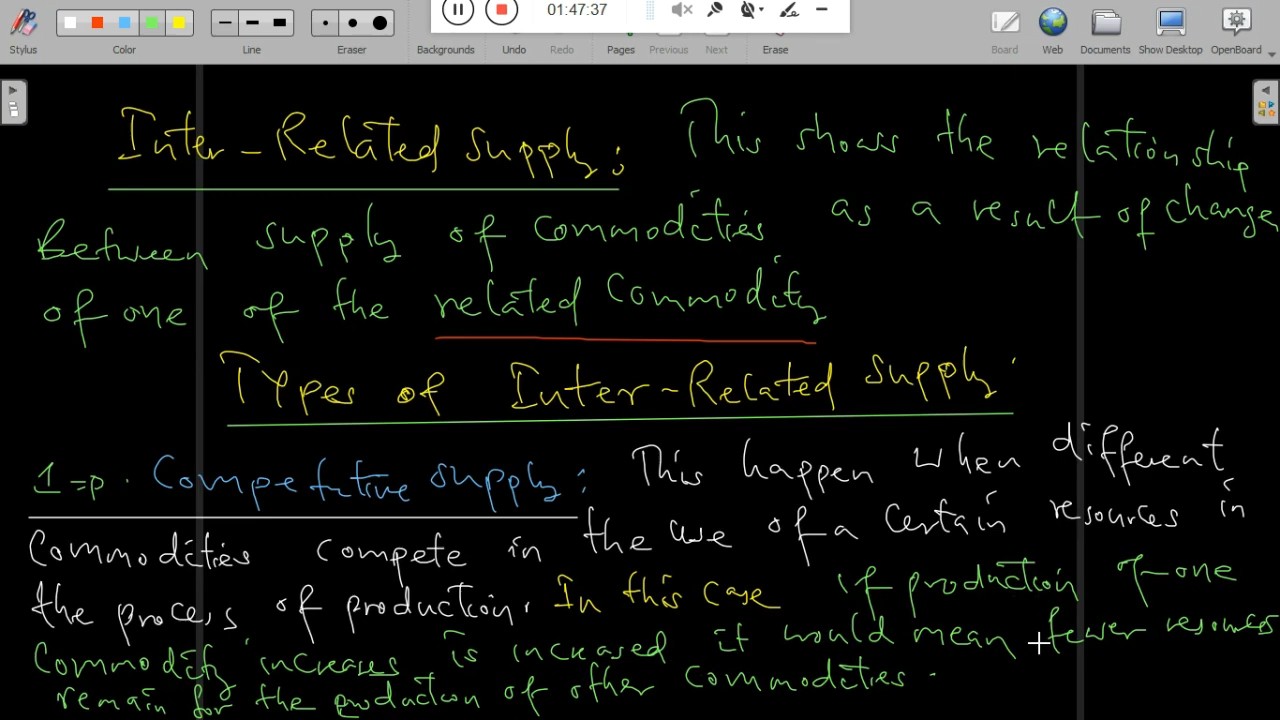 01:47:37
Stylus Color Line Eraser Backgrounds Undo Redo Pages Previous Next Erase Board Web Documents Show Desktop OpenBoard
Inter-Related Supply: This shows the relationship
Between supply of Commodities as a result of change
of one of the related Commodity
Types of Inter-Related Supply.
1 => . Competitive supply: This happen when different
Commodities compete in the use of a Certain resources in
the process of production. In this case if production of one
Commodity increases is increased it would mean fewer resources
remain for the production of other Commodities.